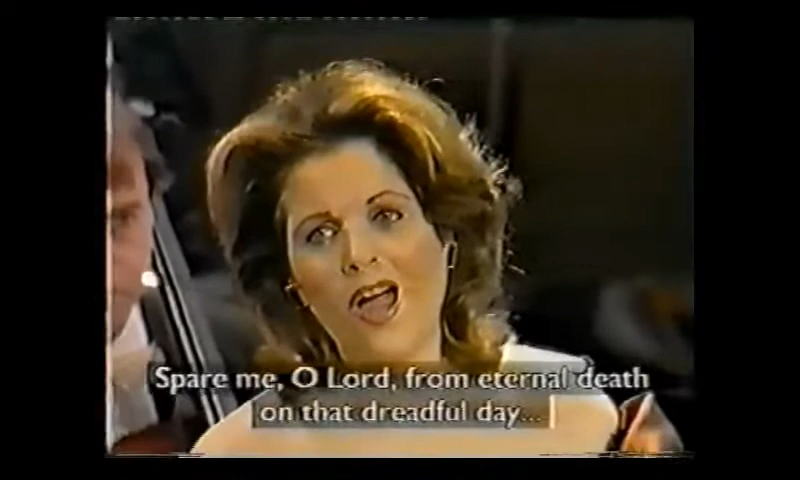 Spare me, O Lord, from eternal death
on that dreadful day...